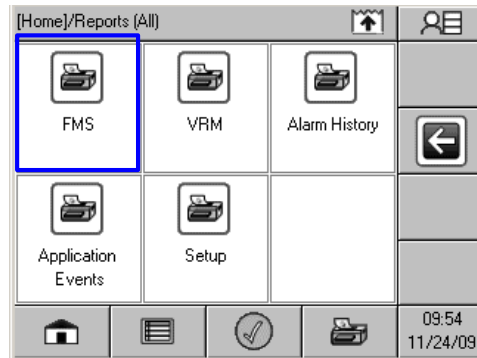 [Home]/Reports (All)
FMS
VRM
Alarm History
Application
Events
Setup
09:54
11/24/09